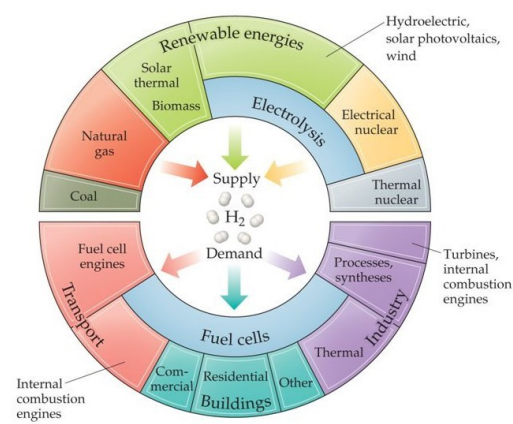 Hydroelectric,
solar photovoltaics,
wind
Renewable energies
Solar
thermal
Biomass
Electrolysis
Electrical
nuclear
Natural
gas
Thermal
nuclear
Coal
Supply
H2
Demand
Fuel cell
engines
Transport
Internal
combustion
engines
Fuel cells
Com-
mercial
Residential
Other
Buildings
Thermal
Industry
Processes,
syntheses
Turbines,
internal
combustion
engines